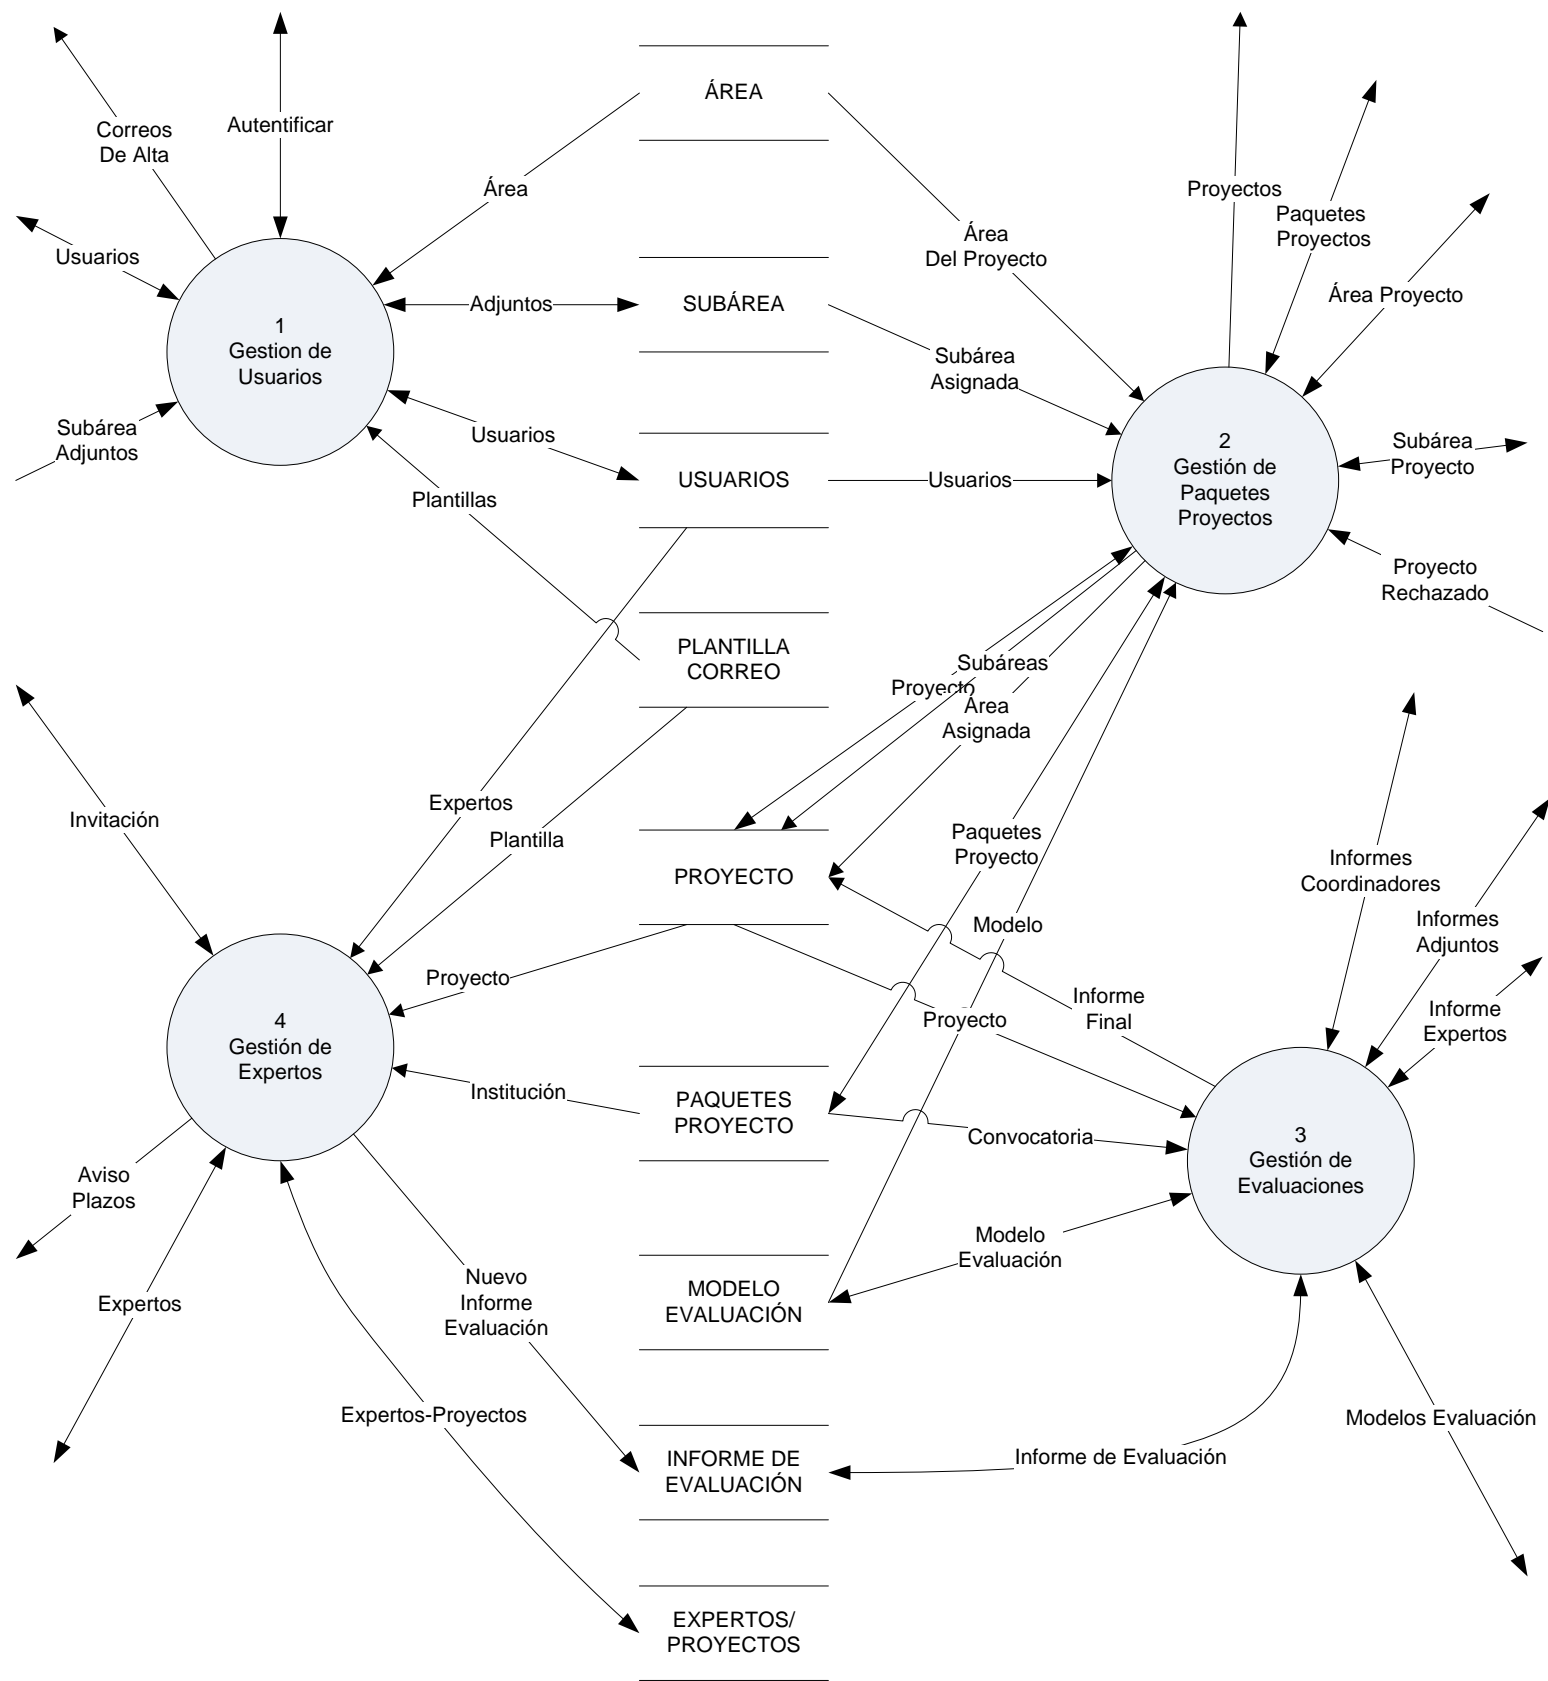 ÁREA
Correos
De Alta
Autentificar
Área
Proyectos
Paquetes
Proyectos
Usuarios
Área
Del Proyecto
Área Proyecto
Adjuntos
SUBÁREA
1
Gestion de
Usuarios
Subárea
Asignada
Subárea
Adjuntos
Usuarios
Plantillas
USUARIOS
Usuarios
2
Gestión de
Paquetes
Proyectos
Subárea
Proyecto
Proyecto
Rechazado
PLANTILLA
CORREO
Subáreas
Proyecto
Área
Asignada
Invitación
Expertos
Plantilla
PROYECTO
Paquetes
Proyecto
Modelo
Informes
Coordinadores
Informes
Adjuntos
Proyecto
Informe
Final
Proyecto
Informe
Expertos
4
Gestión de
Expertos
Institución
PAQUETES
PROYECTO
Convocatoria
3
Gestión de
Evaluaciones
Aviso
Plazos
Modelo
Evaluación
Expertos
Nuevo
Informe
Evaluación
MODELO
EVALUACIÓN
Expertos-Proyectos
INFORME DE
EVALUACIÓN
Informe de Evaluación
Modelos Evaluación
EXPERTOS/
PROYECTOS